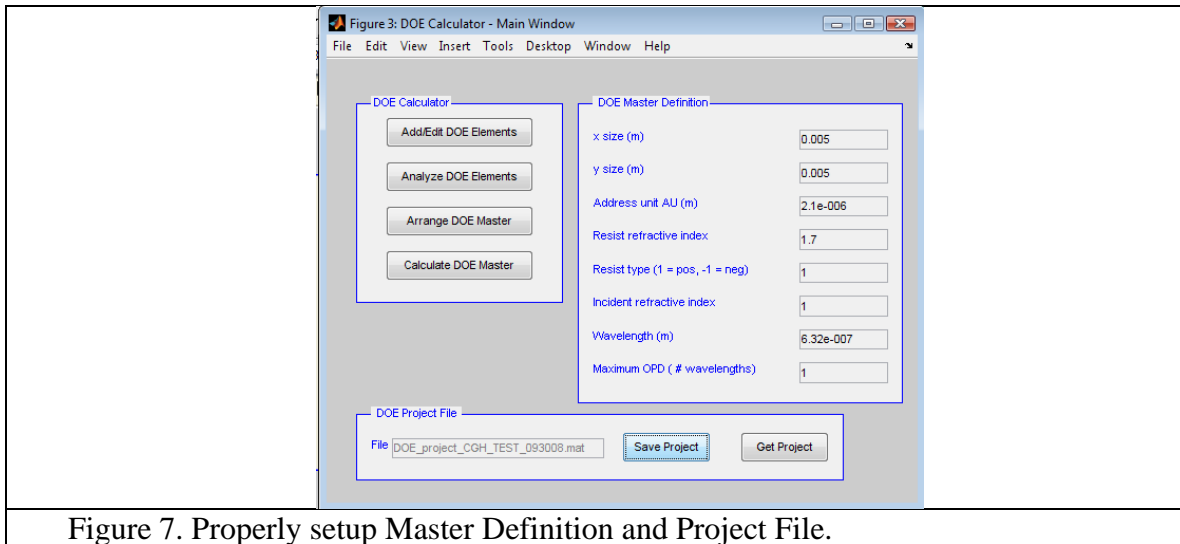 Figure 3: DOE Calculator - Main Window
File Edit View Insert Tools Desktop Window Help
DOE Calculator
Add/Edit DOE Elements
Analyze DOE Elements
Arrange DOE Master
Calculate DOE Master
DOE Master Definition
x size (m) 0.005
y size (m) 0.005
Address unit AU (m) 2.1e-006
Resist refractive index 1.7
Resist type (1 = pos, -1 = neg) 1
Incident refractive index 1
Wavelength (m) 6.32e-007
Maximum OPD ( # wavelengths) 1
DOE Project File
File DOE_project_CGH_TEST_093008.mat Save Project Get Project
Figure 7. Properly setup Master Definition and Project File.